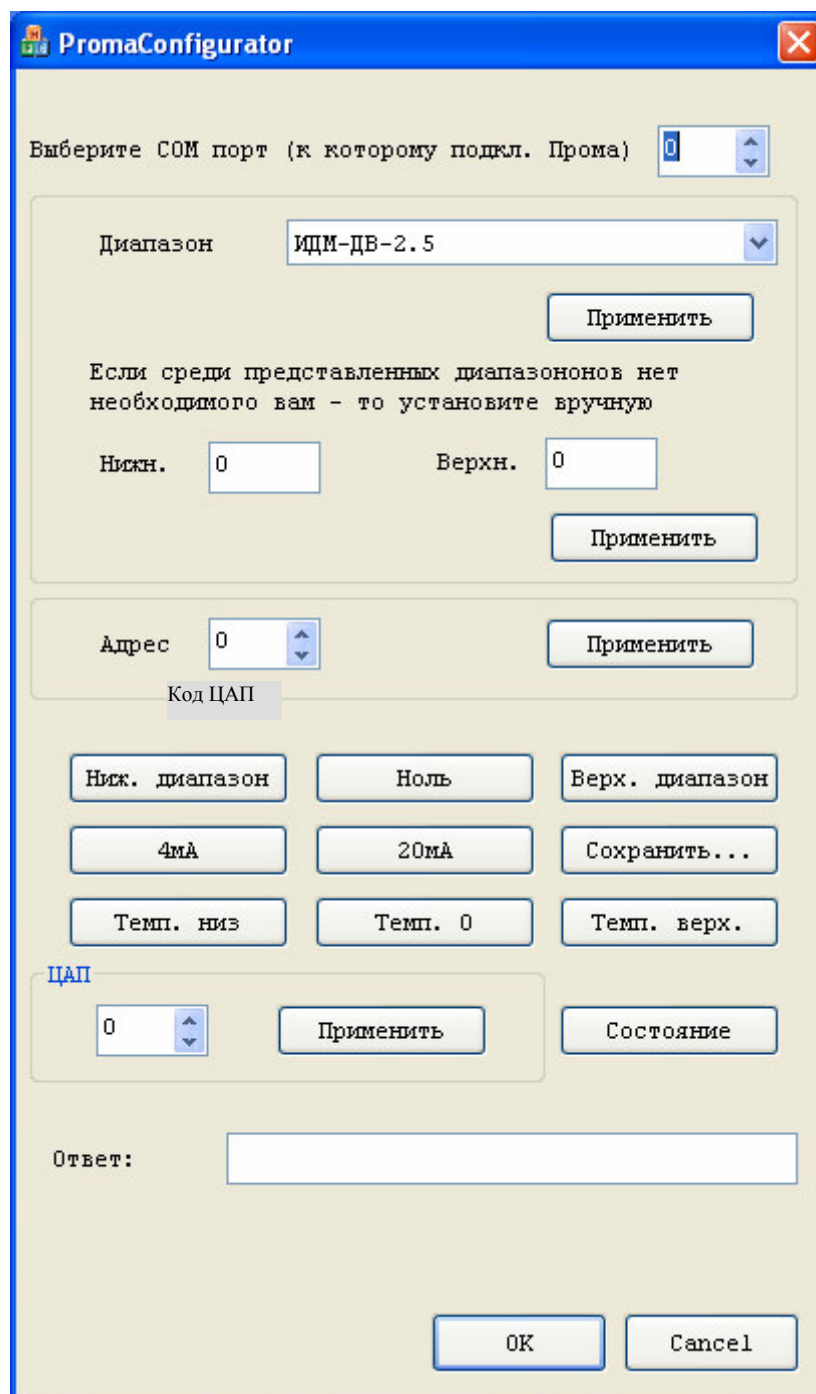 PromaConfigurator
Выберите COM порт (к которому подкл. Прома) 0
Диапазон ИДМ-ДВ-2.5
Применить
Если среди представленных диапазононов нет
необходимого вам - то установите вручную
Нижн. 0 Верхн. 0
Применить
Адрес 0 Применить
Код ЦАП
Ниж. диапазон Ноль Верх. диапазон
4мА 20мА Сохранить...
Темп. низ Темп. 0 Темп. верх.
ЦАП
0 Применить Состояние
Ответ:
OK Cancel